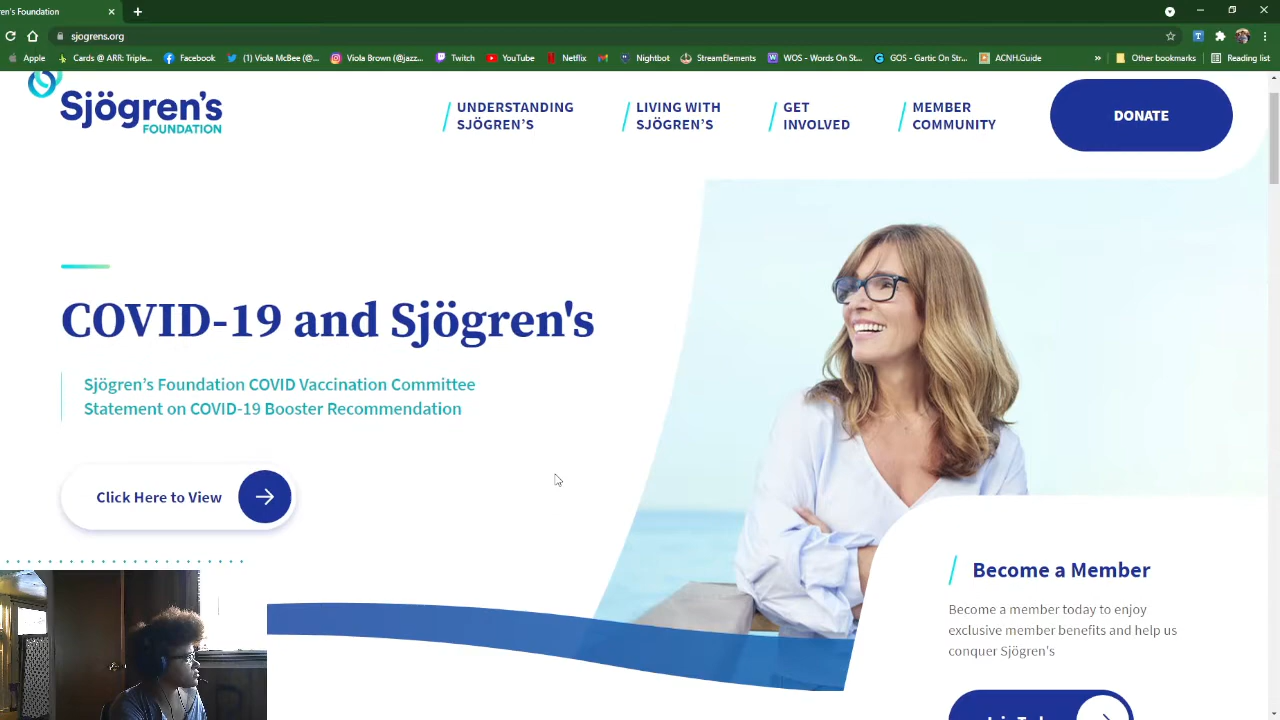 en's Foundation
sjogrens.org
Apple
Cards @ ARR: Triple...
Facebook
(1) Viola McBee (@...
Viola Brown (@jazz...
Twitch
YouTube
Netflix
Nightbot
StreamElements
WOS - Words On St...
GOS - Gartic On Str...
ACNH.Guide
Other bookmarks
Reading list
Sjögren's
FOUNDATION
UNDERSTANDING
SJÖGREN'S
LIVING WITH
SJÖGREN'S
GET
INVOLVED
MEMBER
COMMUNITY
DONATE
COVID-19 and Sjögren's
Sjögren's Foundation COVID Vaccination Committee
Statement on COVID-19 Booster Recommendation
Click Here to View
Become a Member
Become a member today to enjoy
exclusive member benefits and help us
conquer Sjögren's